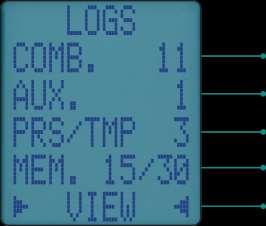 LOGS
COMB. 11
AUX. 1
PRS/TMP 3
MEM. 15/30
VIEW